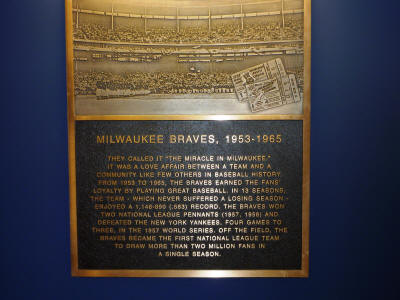 MILWAUKEE BRAVES, 1953-1965
THEY CALLED IT "THE MIRACLE IN MILWAUKEE."
IT WAS A LOVE AFFAIR BETWEEN A TEAM AND A
COMMUNITY LIKE FEW OTHERS IN BASEBALL HISTORY.
FROM 1953 TO 1965, THE BRAVES EARNED THE FANS'
LOYALTY BY PLAYING GREAT BASEBALL. IN 13 SEASONS,
THE TEAM - WHICH NEVER SUFFERED A LOSING SEASON -
ENJOYED A 1,146-890 (.563) RECORD. THE BRAVES WON
TWO NATIONAL LEAGUE PENNANTS (1957, 1958) AND
DEFEATED THE NEW YORK YANKEES, FOUR GAMES TO
THREE, IN THE 1957 WORLD SERIES. OFF THE FIELD, THE
BRAVES BECAME THE FIRST NATIONAL LEAGUE TEAM
TO DRAW MORE THAN TWO MILLION FANS IN
A SINGLE SEASON.